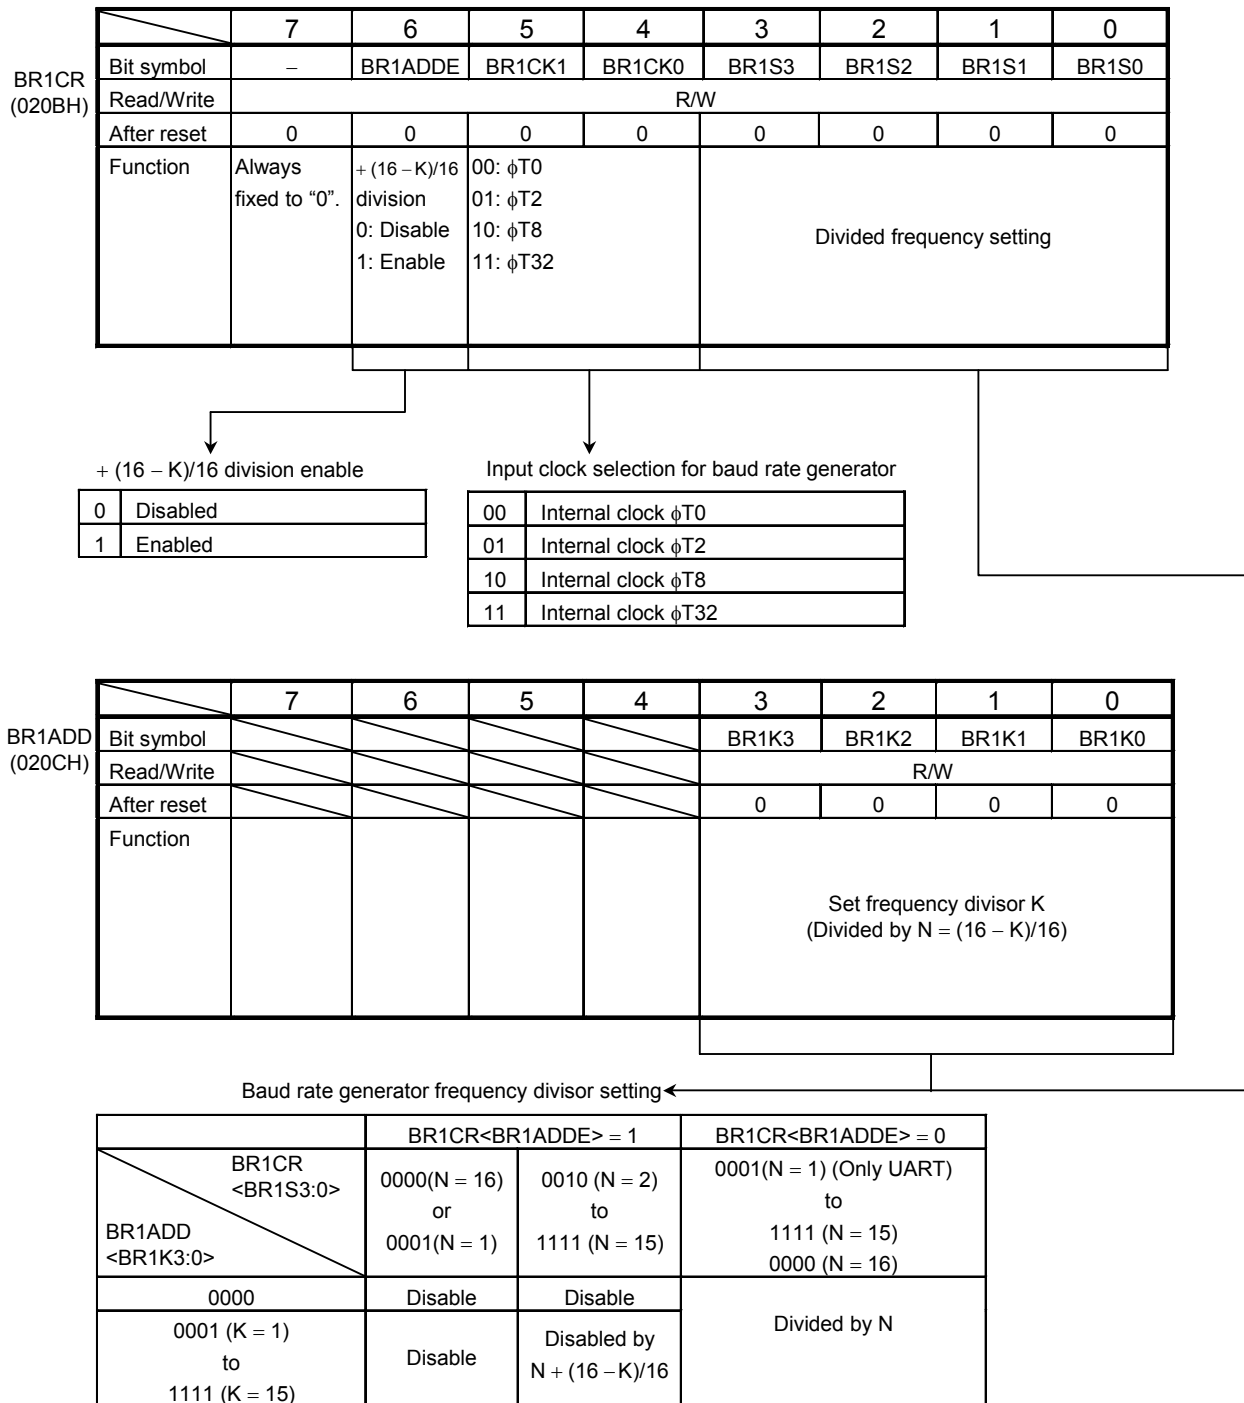 7 6 5 4 3 2 1 0
BR1CR
(020BH)
Bit symbol – BR1ADDE BR1CK1 BR1CK0 BR1S3 BR1S2 BR1S1 BR1S0
Read/Write R/W
After reset 0 0 0 0 0 0 0 0
Function Always + (16 – K)/16 00: φT0
fixed to “0”. division 01: φT2
0: Disable 10: φT8 Divided frequency setting
1: Enable 11: φT32
+ (16 – K)/16 division enable
0 Disabled
1 Enabled
Input clock selection for baud rate generator
00 Internal clock φT0
01 Internal clock φT2
10 Internal clock φT8
11 Internal clock φT32
7 6 5 4 3 2 1 0
BR1ADD
(020CH)
Bit symbol BR1K3 BR1K2 BR1K1 BR1K0
Read/Write R/W
After reset 0 0 0 0
Function
Set frequency divisor K
(Divided by N = (16 – K)/16)
Baud rate generator frequency divisor setting
BR1CR<BR1ADDE> = 1 BR1CR<BR1ADDE> = 0
BR1CR
<BR1S3:0>
BR1ADD
<BR1K3:0>
0000(N = 16)
or
0001(N = 1)
0010 (N = 2)
to
1111 (N = 15)
0001(N = 1) (Only UART)
to
1111 (N = 15)
0000 (N = 16)
0000 Disable Disable
0001 (K = 1)
to
1111 (K = 15)
Disable
Disabled by
N + (16 –K)/16
Divided by N